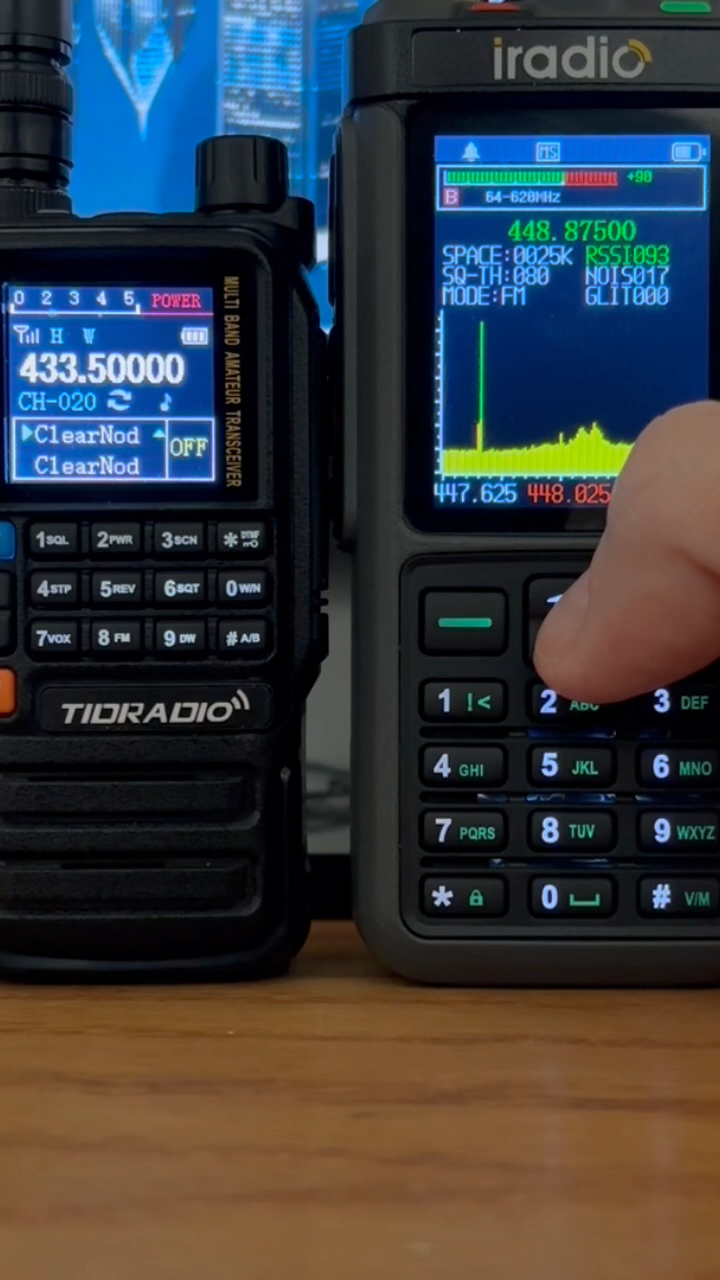 iradio
MS
+90
B 64-620MHz
448.87500
SPACE:0025K RSSI093
SQ-TH:080 NOIS017
MODE:FM GLIT000
447.625 448.025
0 2 3 4 5 POWER
H W
433.50000
CH-020
ClearNod OFF
ClearNod
MULTI BAND AMATEUR TRANSCEIVER
1SQL 2PWR 3SCN * DTMF
4STP 5REV 6SQT 0W/N
7VOX 8FM 9DW #A/B
TIDRADIO
1 !< 2 ABC 3 DEF
4 GHI 5 JKL 6 MNO
7 PQRS 8 TUV 9 WXYZ
* 0 # V/M